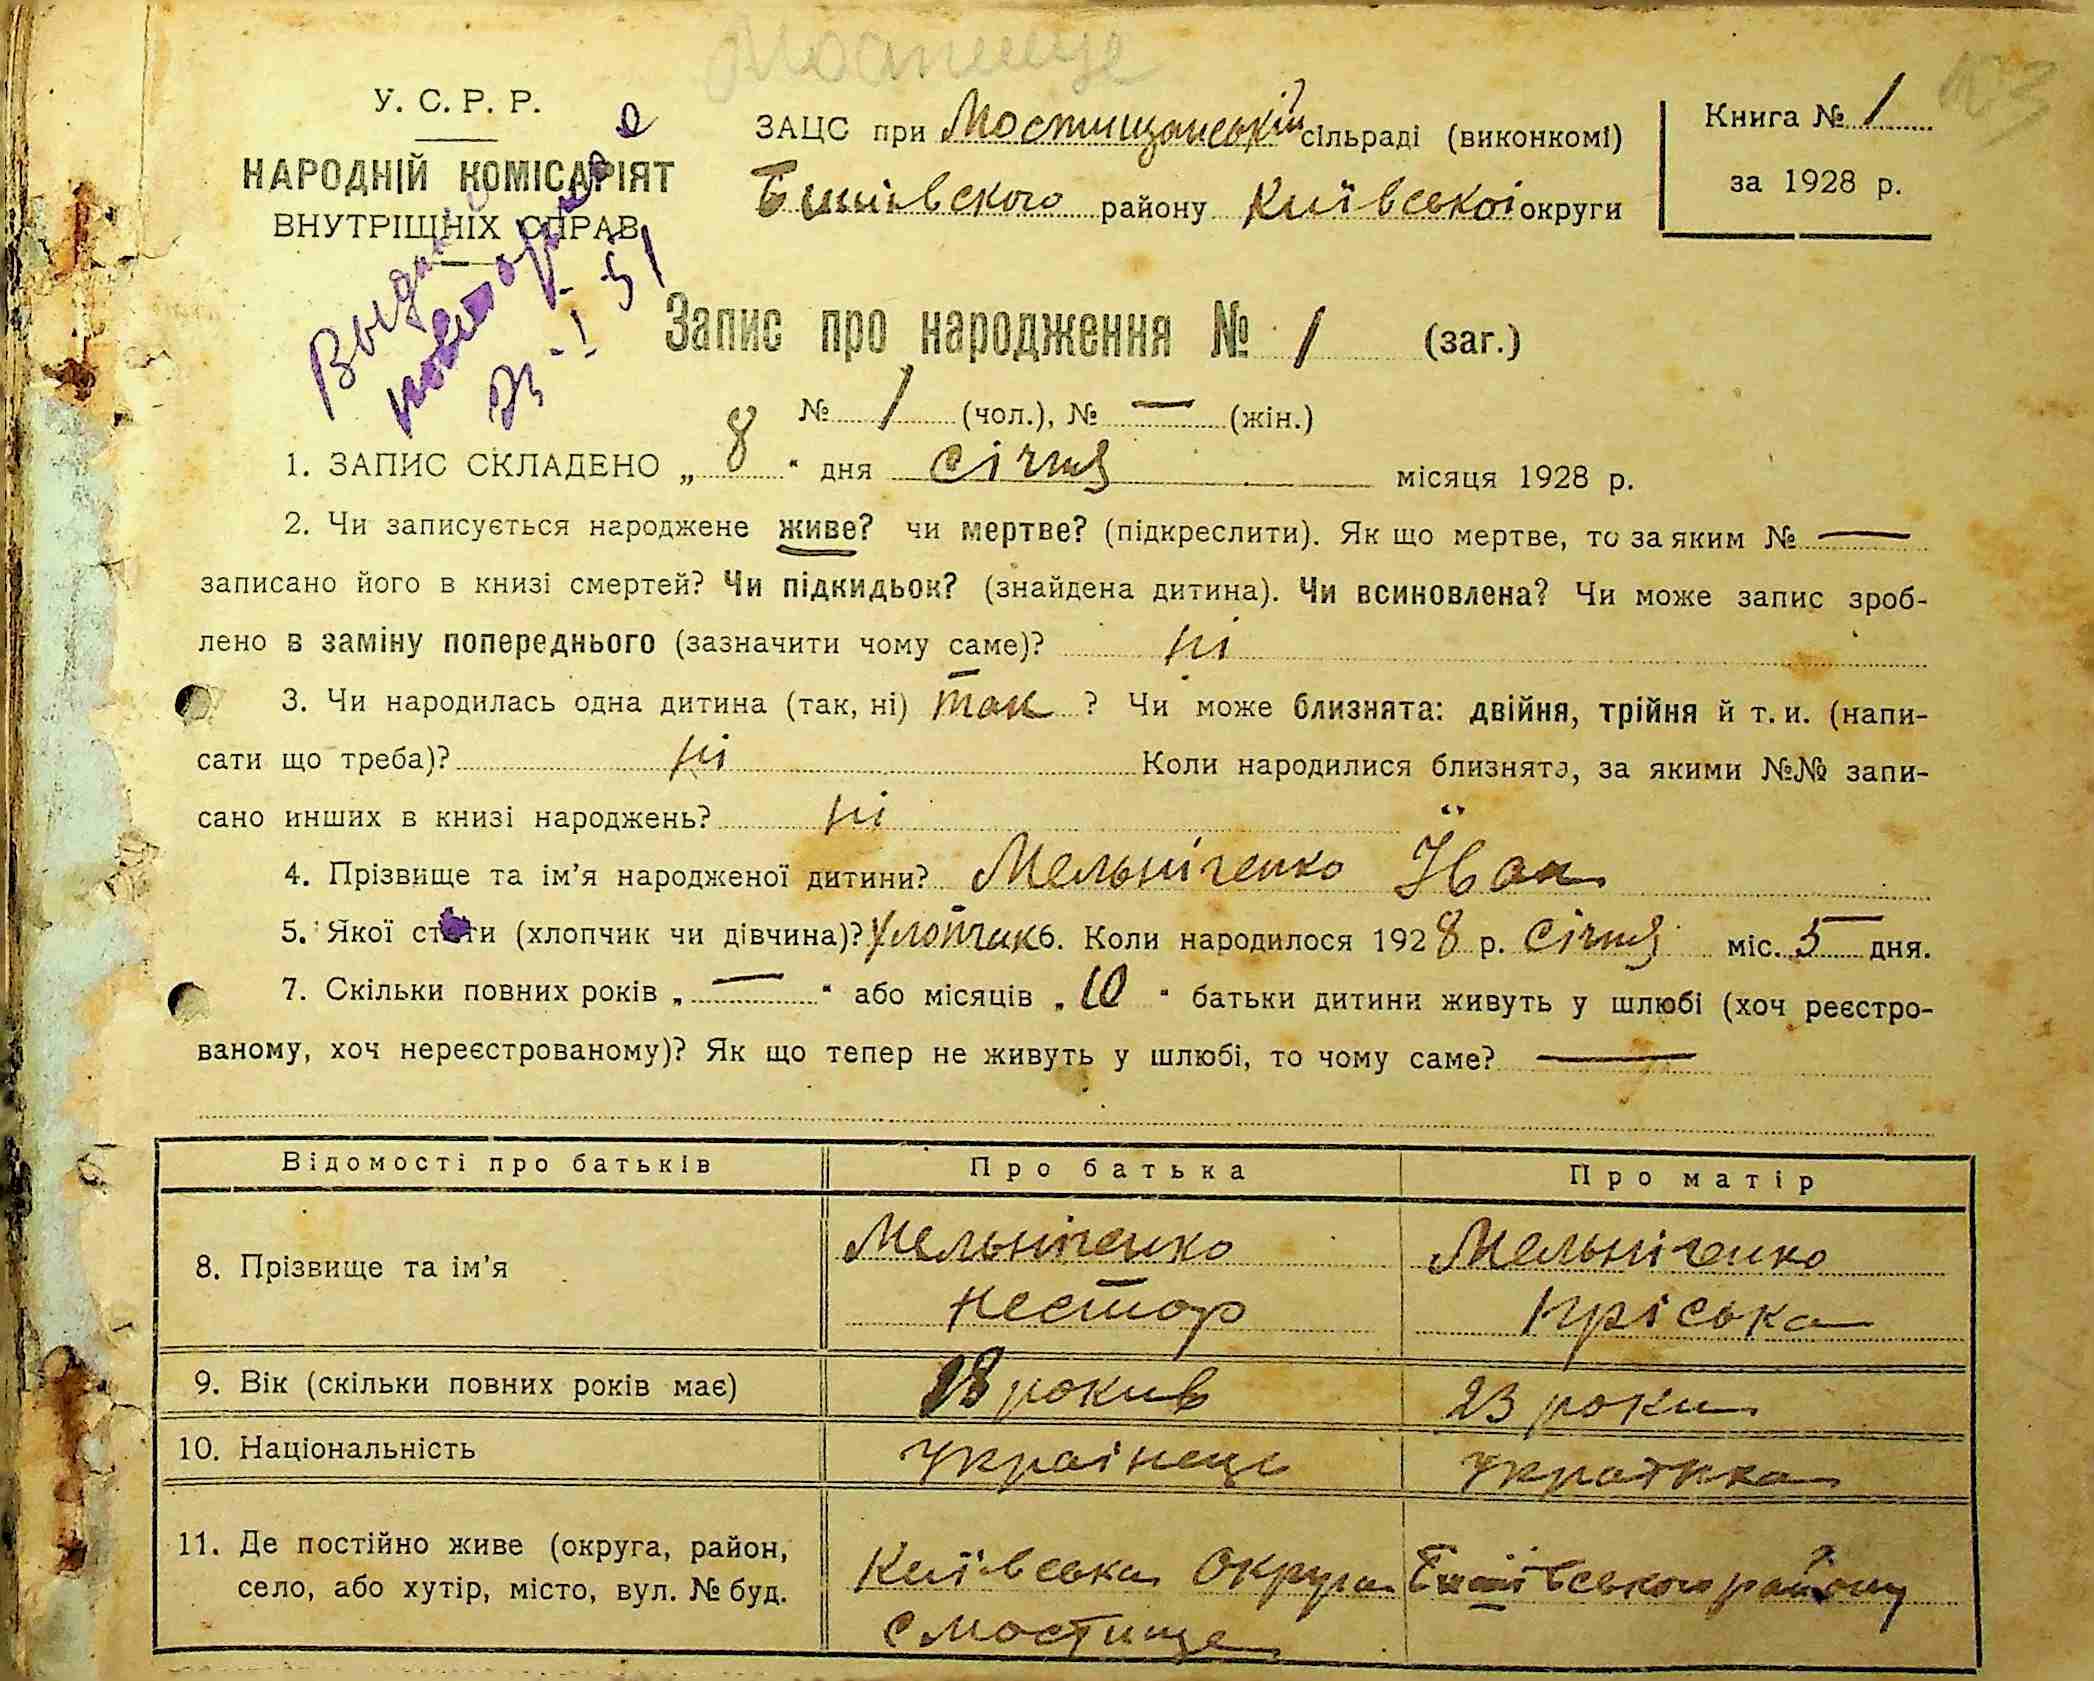 Мостище
У. С. Р. Р.
НАРОДНІЙ КОМІСАРІЯТ
ВНУТРІШНІХ СПРАВ
ЗАЦС при Мостищанській сільраді (виконкомі)
Бишівського району Київської округи
Книга № 1
за 1928 р.
103
Запис про народження № 1 (заг.)
№ 1 (чол.), № — (жін.)
1. ЗАПИС СКЛАДЕНО „8“ дня січня місяця 1928 р.
2. Чи записується народжене живе? чи мертве? (підкреслити). Як що мертве, то за яким № —
записано його в книзі смертей? Чи підкидьок? (знайдена дитина). Чи всиновлена? Чи може запис зроб-
лено в заміну попереднього (зазначити чому саме)? ні
3. Чи народилась одна дитина (так, ні) так ? Чи може близнята: двійня, трійня й т. и. (напи-
сати що треба)? ні Коли народилися близнята, за якими №№ запи-
сано инших в книзі народжень? ні
4. Прізвище та ім’я народженої дитини? Мельніченко Йван
5. Якої стати (хлопчик чи дівчина)? Хлопчик 6. Коли народилося 1928 р. Січня міс. 5 дня.
7. Скільки повних років „—“ або місяців „10“ батьки дитини живуть у шлюбі (хоч реєстро-
ваному, хоч нереєстрованому)? Як що тепер не живуть у шлюбі, то чому саме? —
Відомості про батьків Про батька Про матір
8. Прізвище та ім’я Мельніченко Нестор Мельніченко Пріська
9. Вік (скільки повних років має) 28 рокив 23 роки
10. Національність Украінець Украінка
11. Де постійно живе (округа, район,
село, або хутір, місто, вул. № буд.
Київська Округа Бишівського району
с Мостище